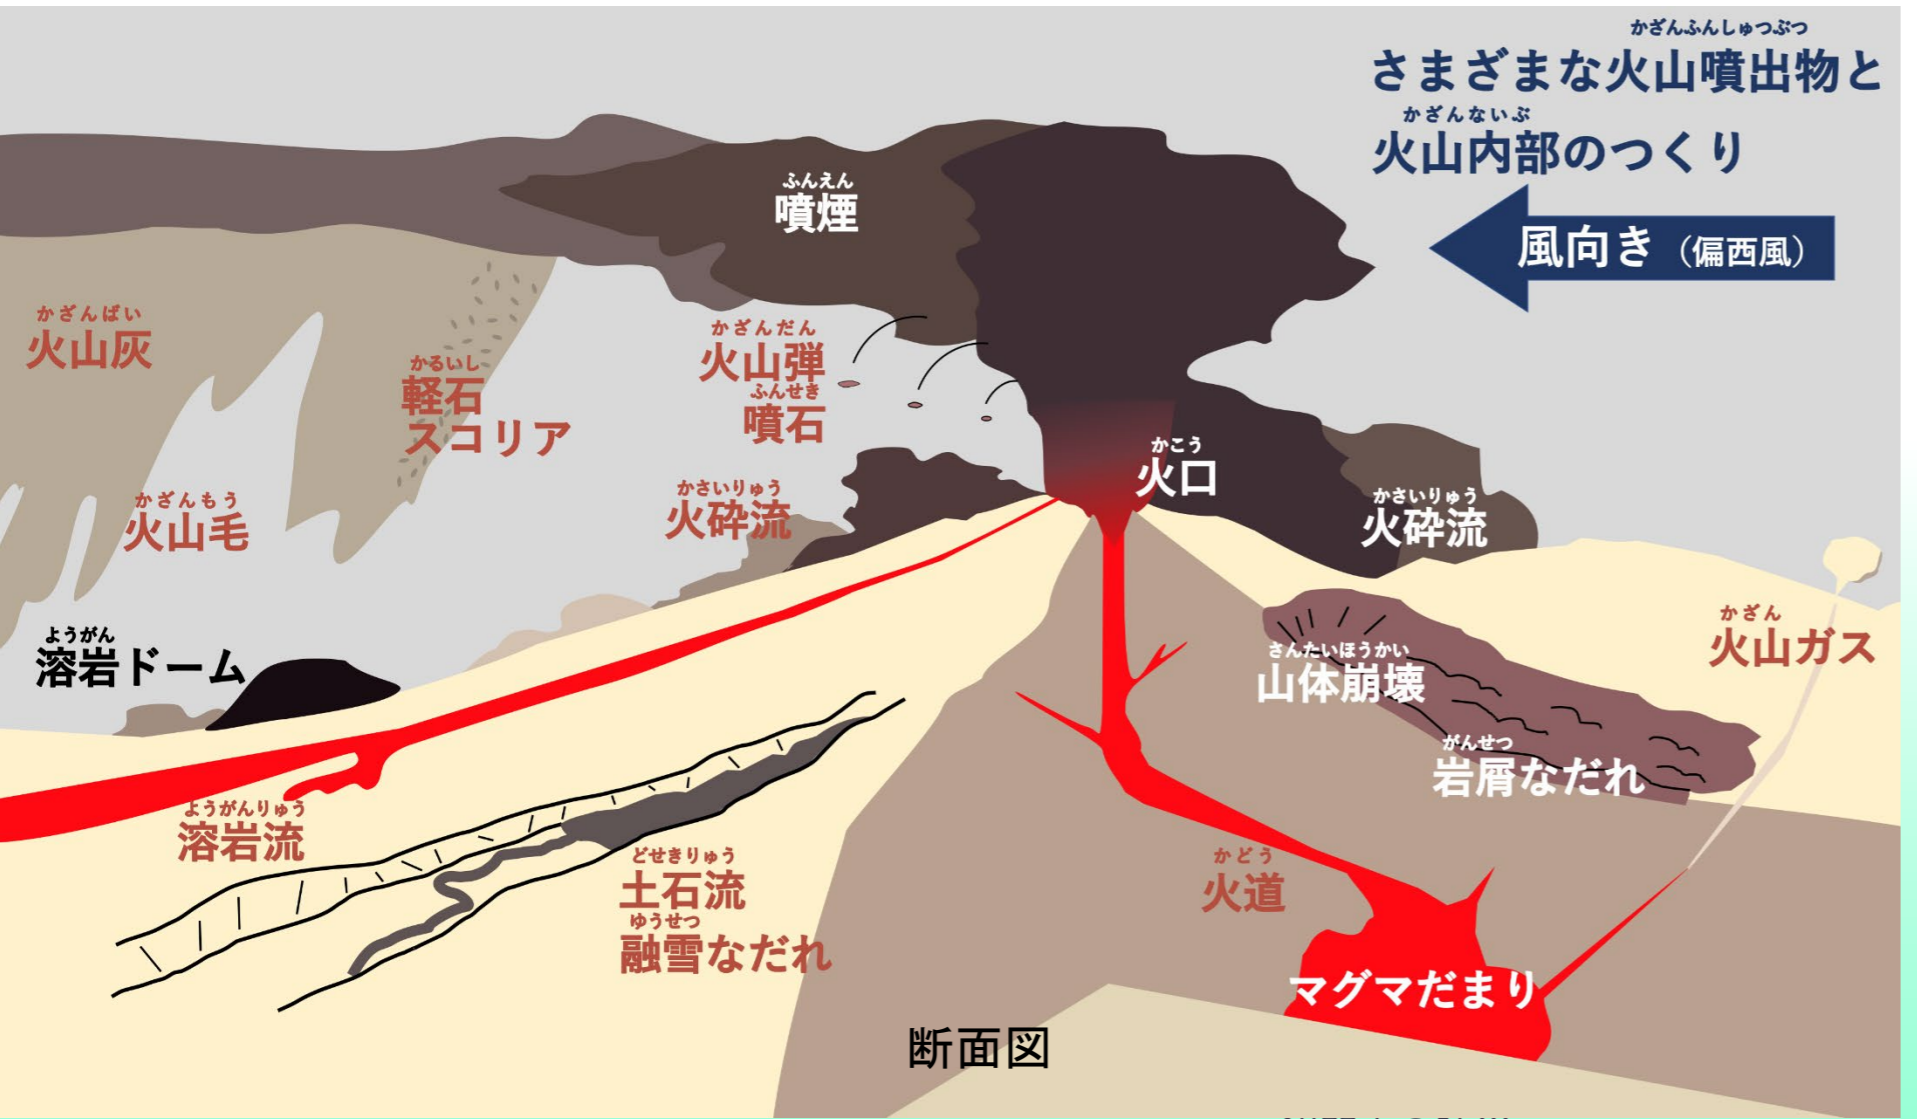 かざんふんしゅつぶつ
さまざまな火山噴出物と
かざんないぶ
火山内部のつくり
風向き（偏西風）
ふんえん
噴煙
かざんばい
火山灰
かるいし
軽石
スコリア
かざんだん
火山弾
ふんせき
噴石
かこう
火口
かざんもう
火山毛
かさいりゅう
火砕流
かさいりゅう
火砕流
ようがん
溶岩ドーム
さんたいほうかい
山体崩壊
かざん
火山ガス
がんせつ
岩屑なだれ
ようがんりゅう
溶岩流
どせきりゅう
土石流
ゆうせつ
融雪なだれ
かどう
火道
マグマだまり
断面図